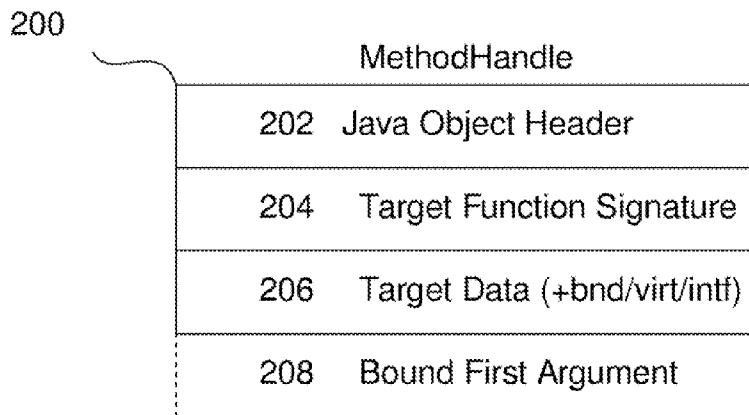 200
MethodHandle
202 Java Object Header
204 Target Function Signature
206 Target Data (+bnd/virt/intf)
208 Bound First Argument